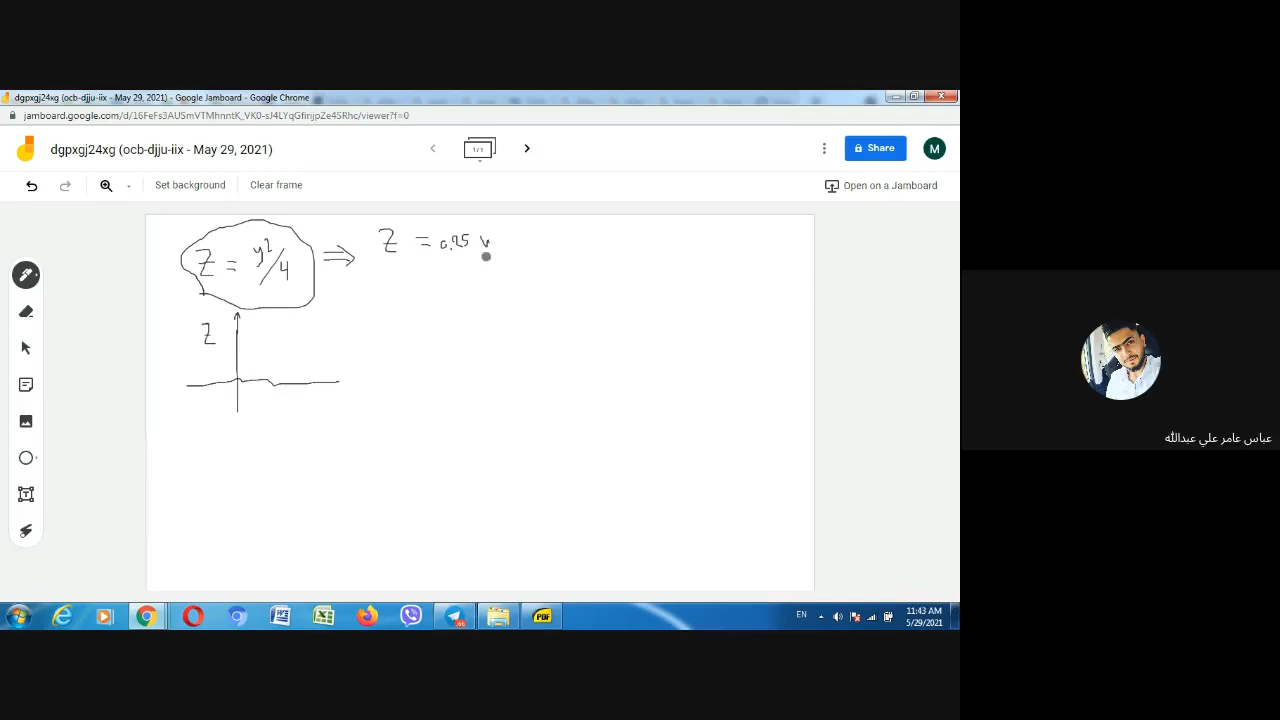 dgpxgj24xg (ocb-djju-iix - May 29, 2021) - Google Jamboard - Google Chrome
jamboard.google.com/d/16FeFs3AUSmVTMhnntK_VK0-sJ4LYqGfirjpZe4SRhc/viewer?f=0
dgpxgj24xg (ocb-djju-iix - May 29, 2021)
1/1
Share
M
Set background
Clear frame
Open on a Jamboard
Z = y²/4 ⇒ Z = 0.25
Z
عباس عامر علي عبدالله
EN
11:43 AM
5/29/2021